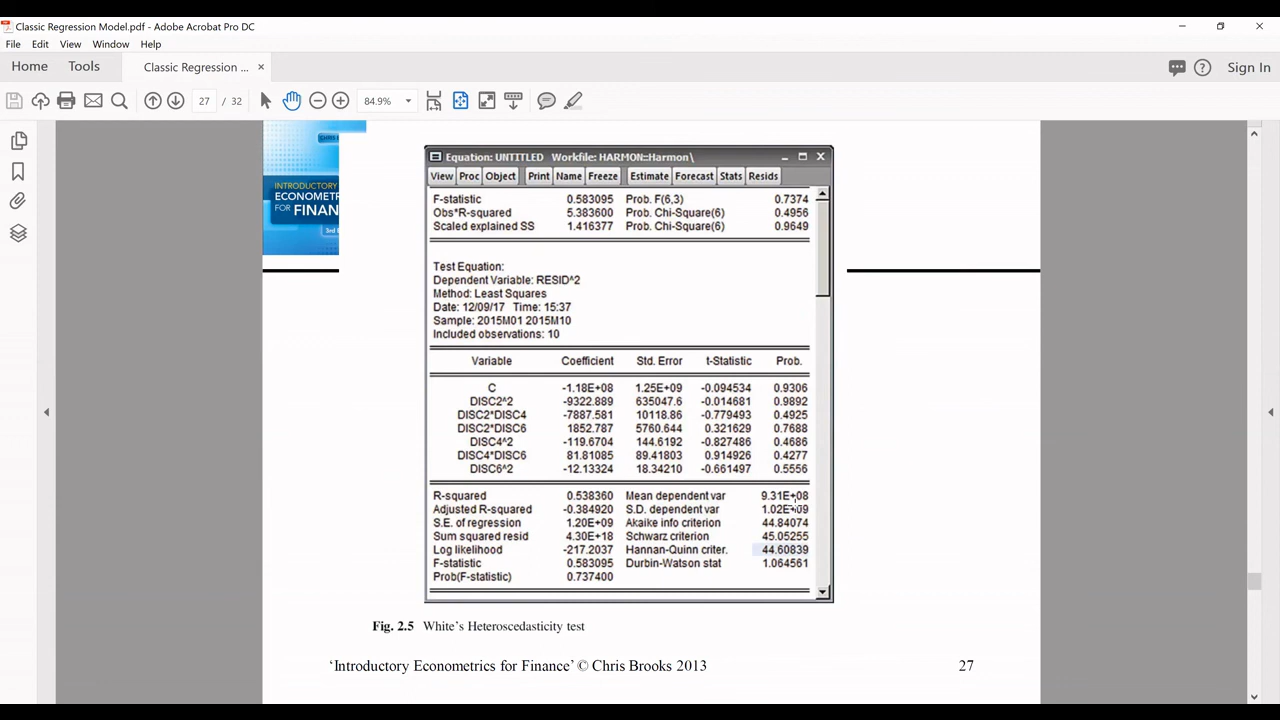 Classic Regression Model.pdf - Adobe Acrobat Pro DC
File Edit View Window Help
Home Tools Classic Regression ... × Sign In
27 / 32 84.9%
INTRODUCTORY
ECONOMETR
FOR FINAN
Equation: UNTITLED Workfile: HARMON::Harmon\
View Proc Object Print Name Freeze Estimate Forecast Stats Resids
F-statistic 0.583095 Prob. F(6,3) 0.7374
Obs*R-squared 5.383600 Prob. Chi-Square(6) 0.4956
Scaled explained SS 1.416377 Prob. Chi-Square(6) 0.9649
Test Equation:
Dependent Variable: RESID^2
Method: Least Squares
Date: 12/09/17 Time: 15:37
Sample: 2015M01 2015M10
Included observations: 10
Variable Coefficient Std. Error t-Statistic Prob.
C -1.18E+08 1.25E+09 -0.094534 0.9306
DISC2^2 -9322.889 635047.6 -0.014681 0.9892
DISC2*DISC4 -7887.581 10118.86 -0.779493 0.4925
DISC2*DISC6 1852.787 5760.644 0.321629 0.7688
DISC4^2 -119.6704 144.6192 -0.827486 0.4686
DISC4*DISC6 81.81085 89.41803 0.914926 0.4277
DISC6^2 -12.13324 18.34210 -0.661497 0.5556
R-squared 0.538360 Mean dependent var 9.31E+08
Adjusted R-squared -0.384920 S.D. dependent var 1.02E+09
S.E. of regression 1.20E+09 Akaike info criterion 44.84074
Sum squared resid 4.30E+18 Schwarz criterion 45.05255
Log likelihood -217.2037 Hannan-Quinn criter. 44.60839
F-statistic 0.583095 Durbin-Watson stat 1.064561
Prob(F-statistic) 0.737400
Fig. 2.5 White's Heteroscedasticity test
‘Introductory Econometrics for Finance’ © Chris Brooks 2013 27